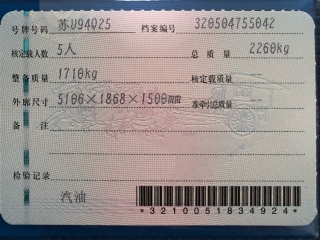 号牌号码 苏U94Q25 档案编号 320504755042
核定载人数 5人 总质量 2260kg
整备质量 1710kg 核定载质量 --
外廓尺寸 5106×1868×1500mm 准牵引总质量 --
备注
检验记录
汽油
*3210051834924*